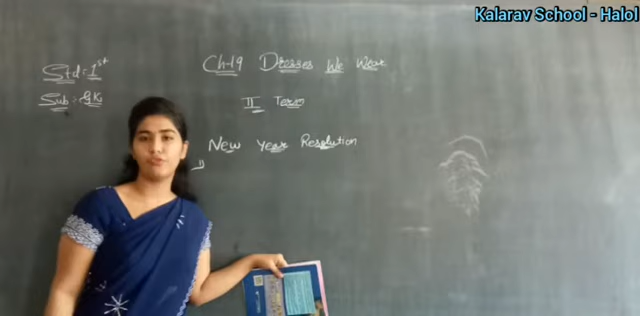 Kalarav School - Halol
Std:-1st
Ch-19 Dresses We Wear
Sub:-GK
II Term
New Year Resolution